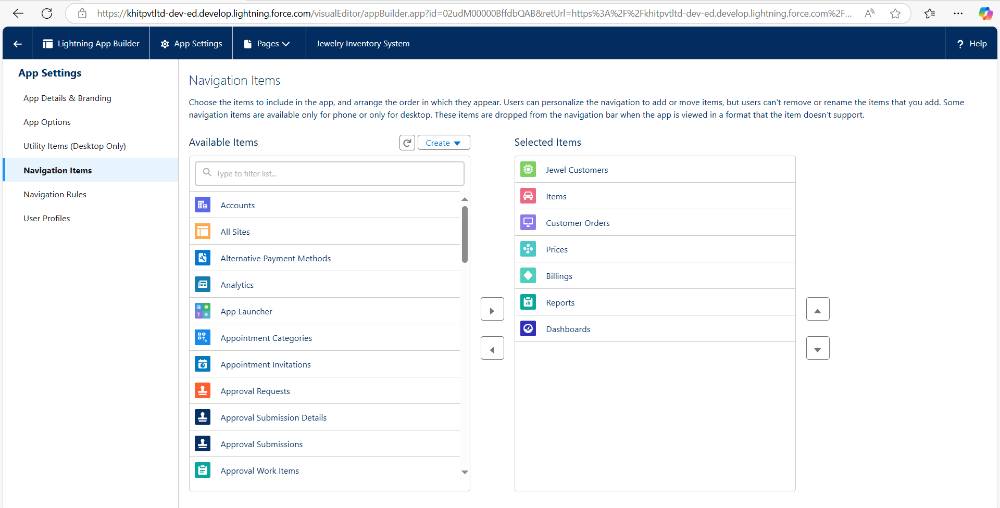 https://khitpvtltd-dev-ed.develop.lightning.force.com/visualEditor/appBuilder.app?id=02udM00000BffdbQAB&retUrl=https%3A%2F%2Fkhitpvtltd-dev-ed.develop.lightning.force.com%2F...
Lightning App Builder
App Settings
Pages
Jewelry Inventory System
? Help
App Settings
App Details & Branding
App Options
Utility Items (Desktop Only)
Navigation Items
Navigation Rules
User Profiles
Navigation Items
Choose the items to include in the app, and arrange the order in which they appear. Users can personalize the navigation to add or move items, but users can't remove or rename the items that you add. Some
navigation items are available only for phone or only for desktop. These items are dropped from the navigation bar when the app is viewed in a format that the item doesn’t support.
Available Items
Create
Type to filter list...
Accounts
All Sites
Alternative Payment Methods
Analytics
App Launcher
Appointment Categories
Appointment Invitations
Approval Requests
Approval Submission Details
Approval Submissions
Approval Work Items
Selected Items
Jewel Customers
Items
Customer Orders
Prices
Billings
Reports
Dashboards